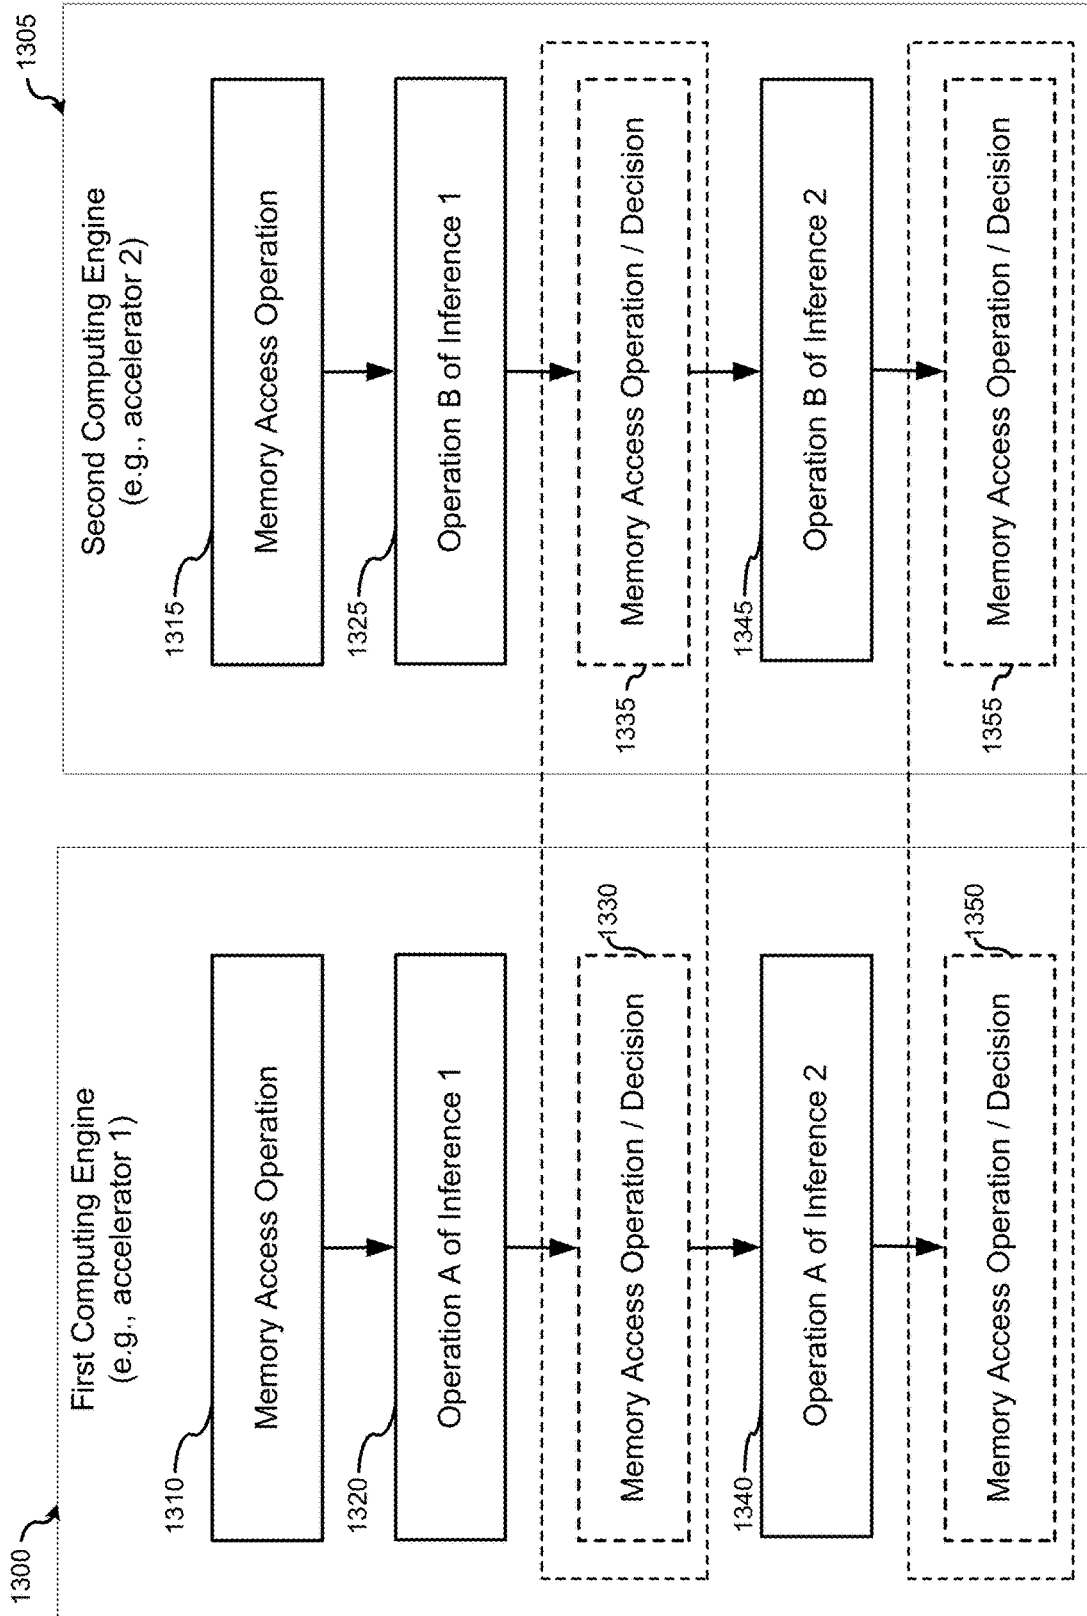 1300
First Computing Engine
(e.g., accelerator 1)
1310
Memory Access Operation
1320
Operation A of Inference 1
Memory Access Operation / Decision
1330
1340
Operation A of Inference 2
Memory Access Operation / Decision
1350
1305
Second Computing Engine
(e.g., accelerator 2)
1315
Memory Access Operation
1325
Operation B of Inference 1
1335
Memory Access Operation / Decision
1345
Operation B of Inference 2
1355
Memory Access Operation / Decision